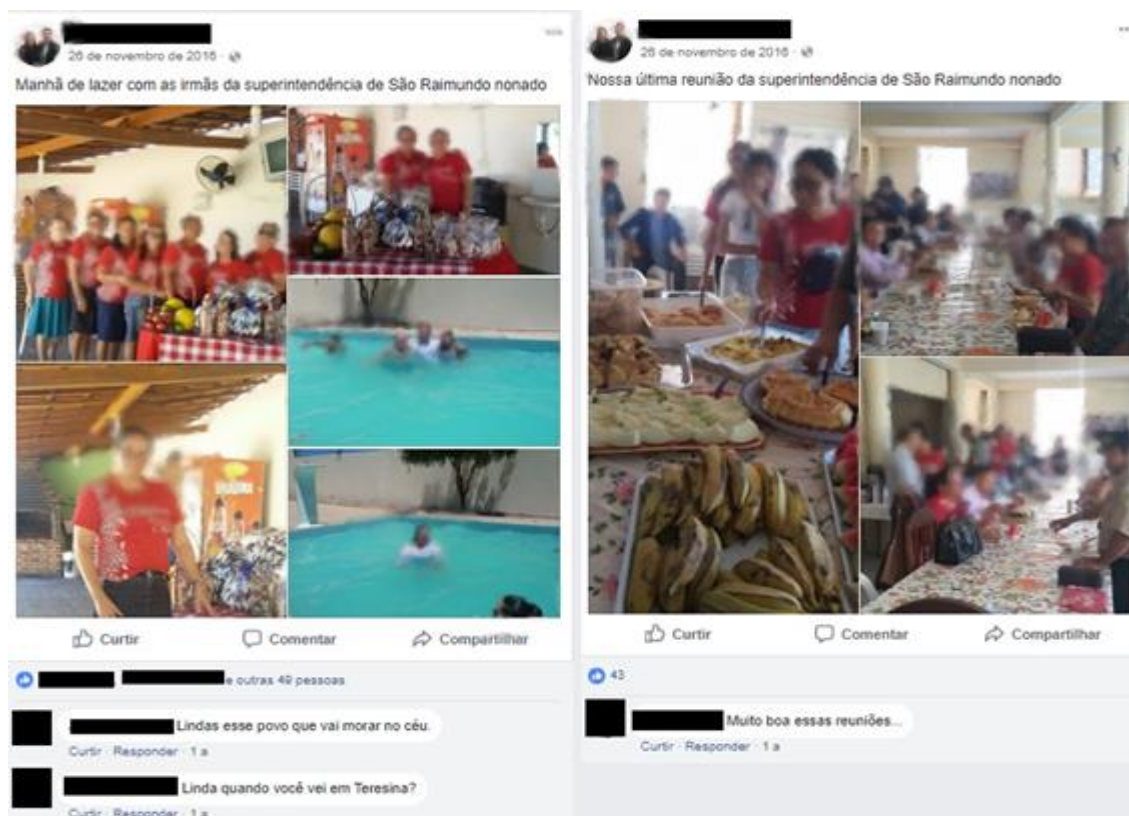 26 de novembro de 2016
Manhã de lazer com as irmãs da superintendência de São Raimundo nonado
Curtir Comentar Compartilhar
e outras 49 pessoas
Lindas esse povo que vai morar no céu.
Curtir · Responder · 1 a
Linda quando você vei em Teresina?
Curtir · Responder · 1 a
26 de novembro de 2016
Nossa última reunião da superintendência de São Raimundo nonado
Curtir Comentar Compartilhar
43
Muito boa essas reuniões...
Curtir · Responder · 1 a